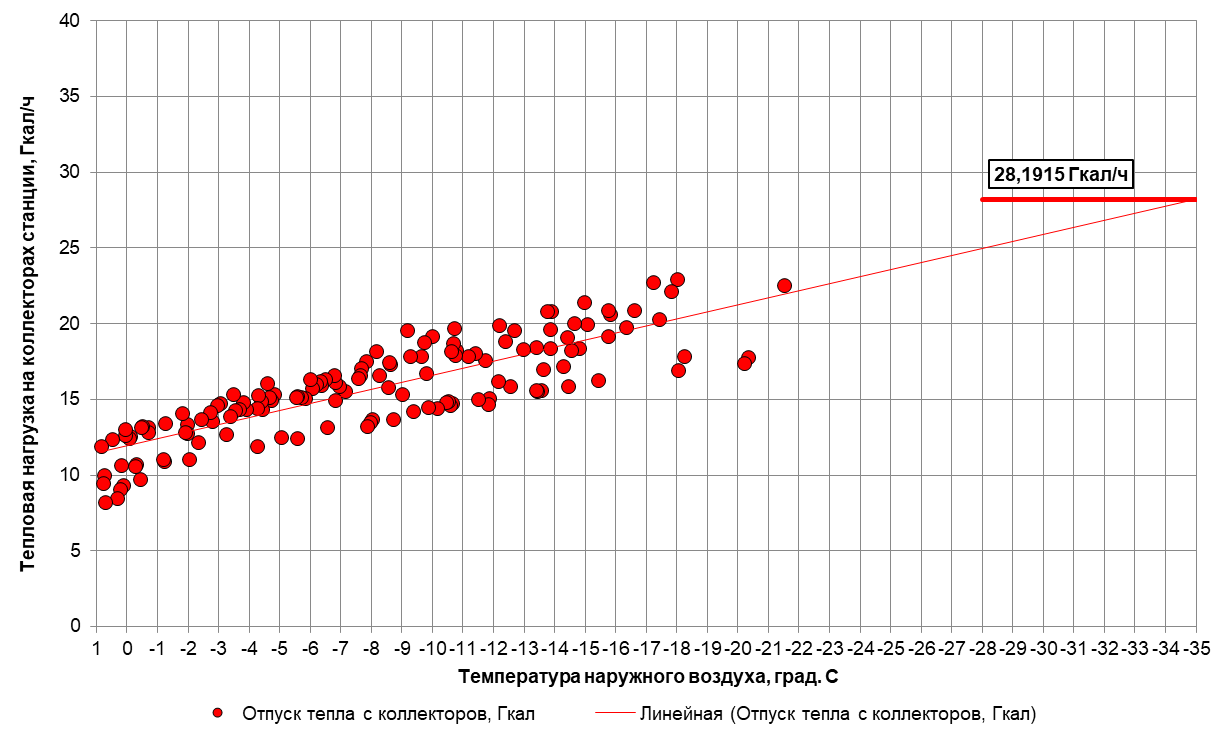 Тепловая нагрузка на коллекторах станции, Гкал/ч
40
35
30
25
20
15
10
5
0
28,1915 Гкал/ч
1 0 -1 -2 -3 -4 -5 -6 -7 -8 -9 -10 -11 -12 -13 -14 -15 -16 -17 -18 -19 -20 -21 -22 -23 -24 -25 -26 -27 -28 -29 -30 -31 -32 -33 -34 -35
Температура наружного воздуха, град. С
Отпуск тепла с коллекторов, Гкал
Линейная (Отпуск тепла с коллекторов, Гкал)